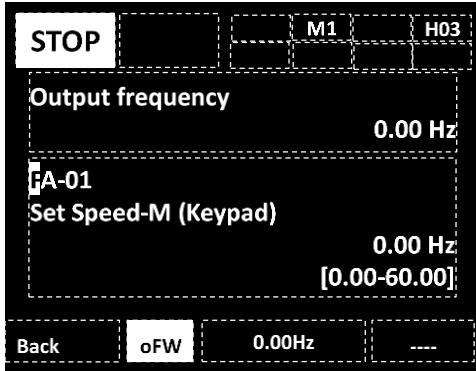 STOP M1 H03
Output frequency
0.00 Hz
FA-01
Set Speed-M (Keypad)
0.00 Hz
[0.00-60.00]
Back oFW 0.00Hz ----